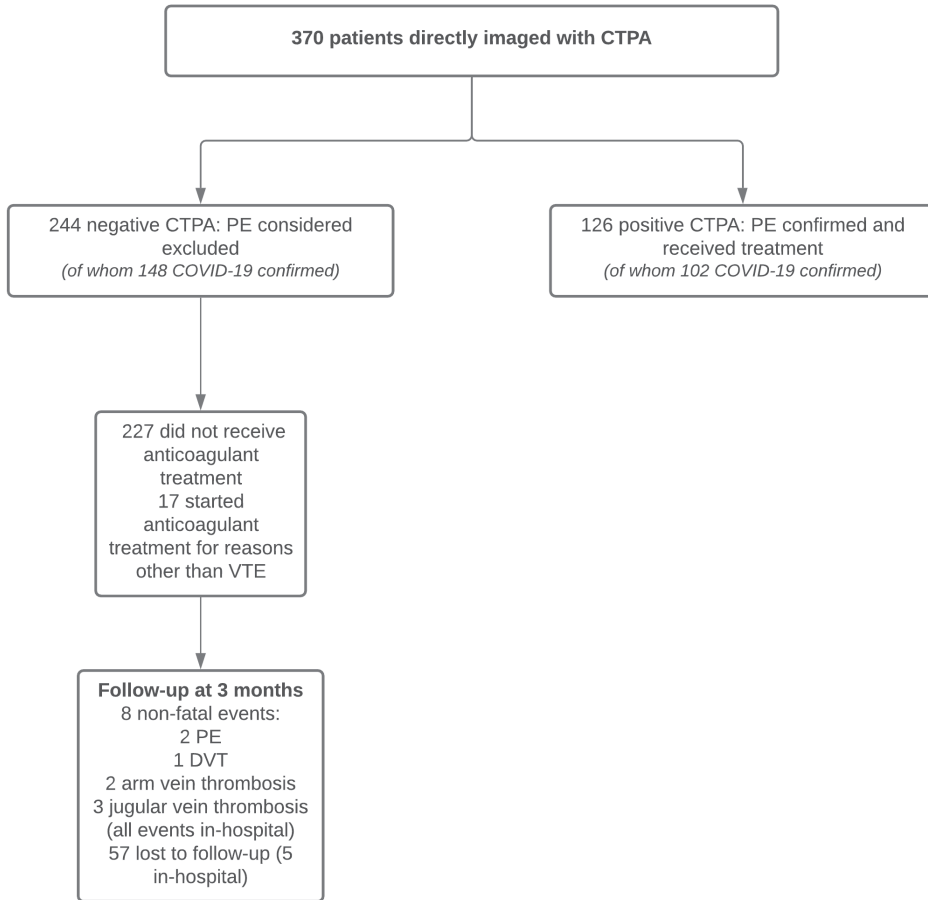 370 patients directly imaged with CTPA
244 negative CTPA: PE considered
excluded
(of whom 148 COVID-19 confirmed)
126 positive CTPA: PE confirmed and
received treatment
(of whom 102 COVID-19 confirmed)
227 did not receive
anticoagulant
treatment
17 started
anticoagulant
treatment for reasons
other than VTE
Follow-up at 3 months
8 non-fatal events:
2 PE
1 DVT
2 arm vein thrombosis
3 jugular vein thrombosis
(all events in-hospital)
57 lost to follow-up (5
in-hospital)